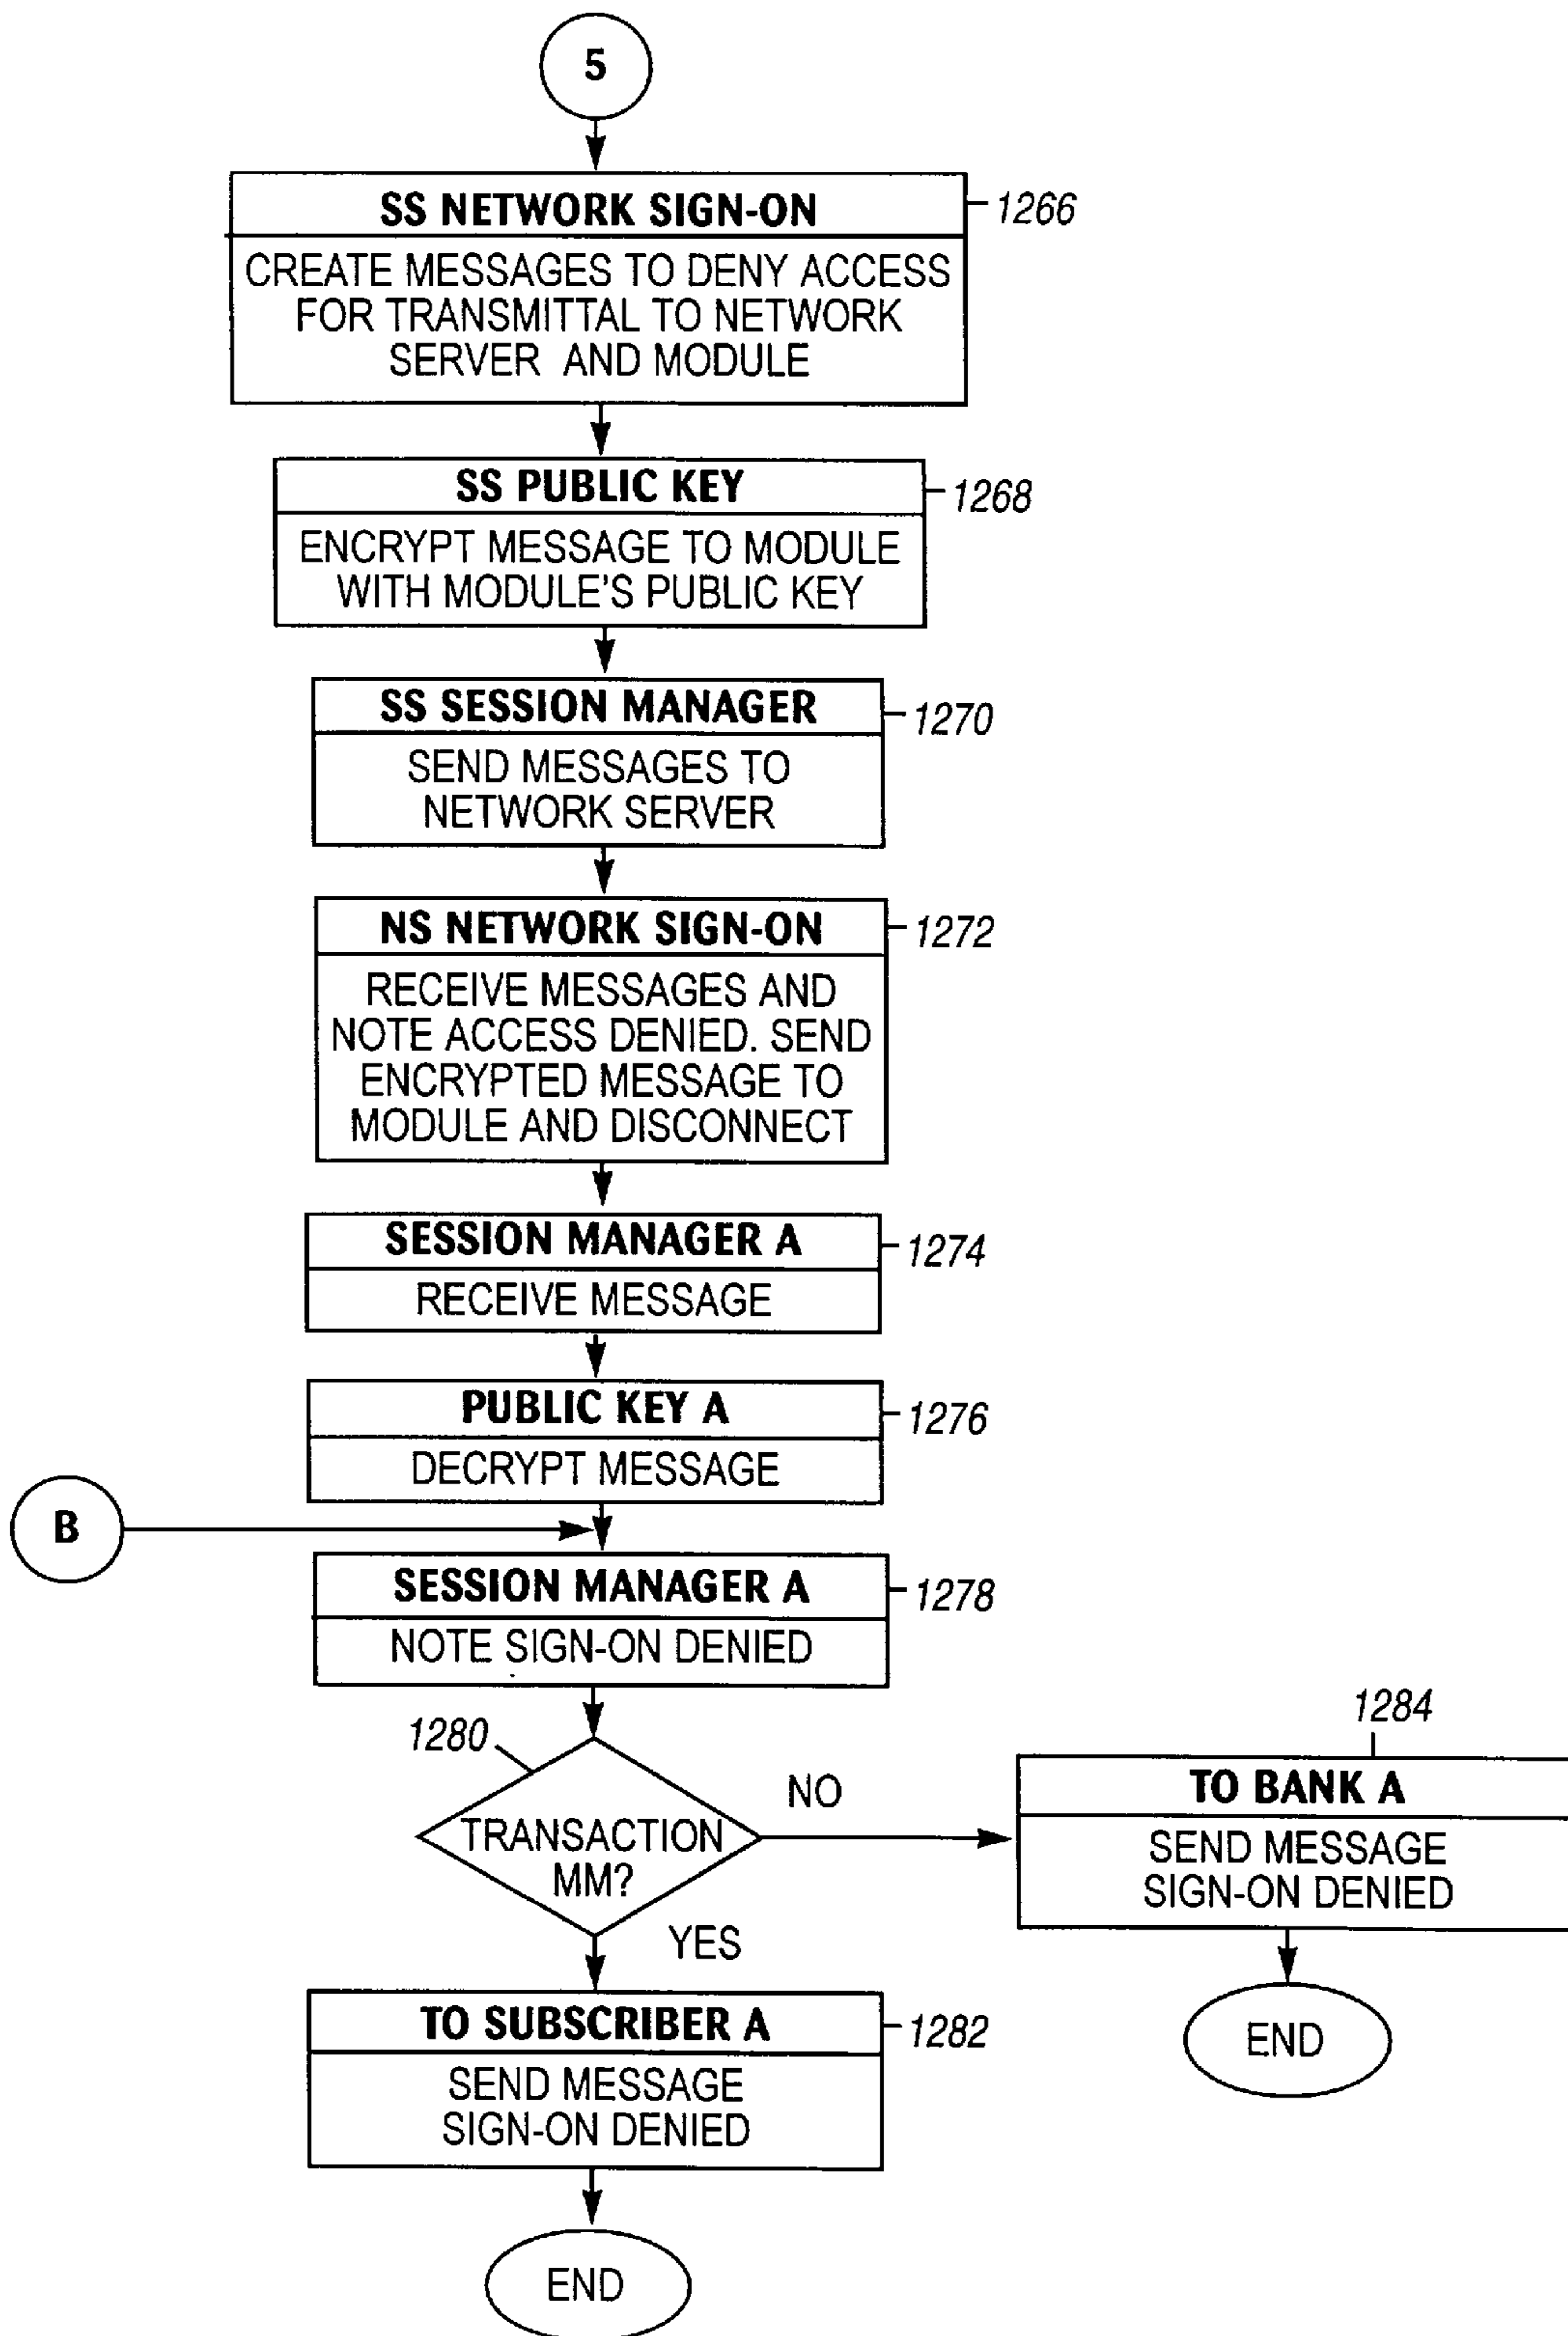 5
SS NETWORK SIGN-ON
1266
CREATE MESSAGES TO DENY ACCESS
FOR TRANSMITTAL TO NETWORK
SERVER AND MODULE
SS PUBLIC KEY
1268
ENCRYPT MESSAGE TO MODULE
WITH MODULE'S PUBLIC KEY
SS SESSION MANAGER
1270
SEND MESSAGES TO
NETWORK SERVER
NS NETWORK SIGN-ON
1272
RECEIVE MESSAGES AND
NOTE ACCESS DENIED. SEND
ENCRYPTED MESSAGE TO
MODULE AND DISCONNECT
SESSION MANAGER A
1274
RECEIVE MESSAGE
PUBLIC KEY A
1276
DECRYPT MESSAGE
B
SESSION MANAGER A
1278
NOTE SIGN-ON DENIED
1280
TRANSACTION
MM?
NO
1284
TO BANK A
SEND MESSAGE
SIGN-ON DENIED
END
YES
TO SUBSCRIBER A
1282
SEND MESSAGE
SIGN-ON DENIED
END